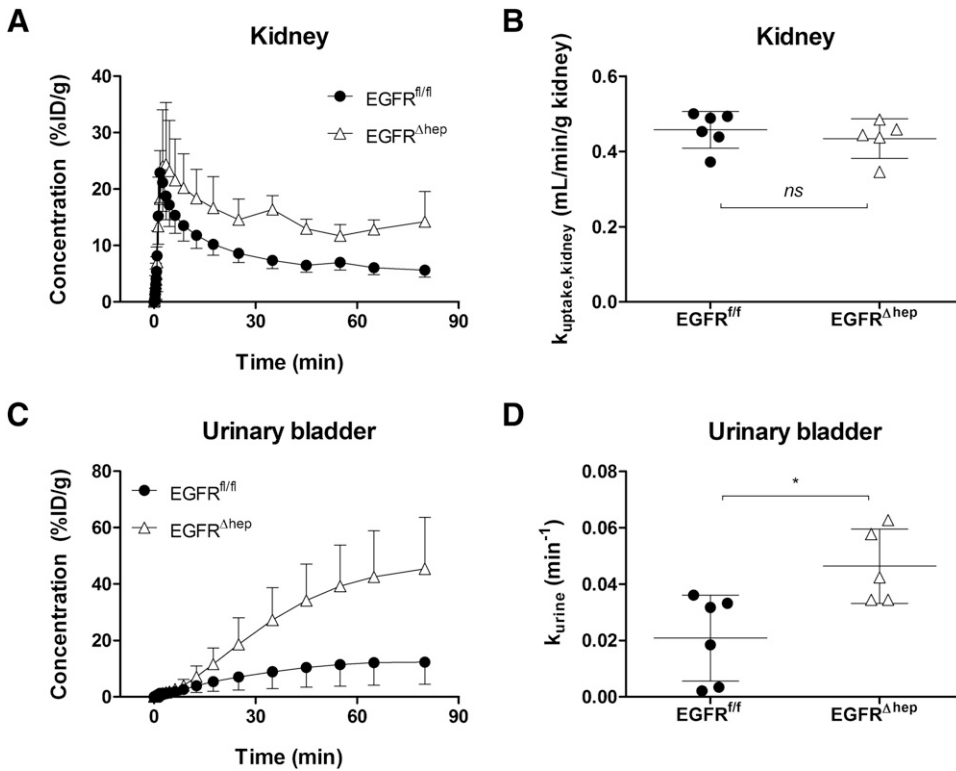 A
Kidney
Concentration (%ID/g)
40
30
20
10
0
EGFR^fl/fl
EGFR^Δhep
0
30
60
90
Time (min)
B
Kidney
k_uptake,kidney (mL/min/g kidney)
0.6
0.4
0.2
0.0
ns
EGFR^f/f
EGFR^Δhep
C
Urinary bladder
Concentration (%ID/g)
80
60
40
20
0
EGFR^fl/fl
EGFR^Δhep
0
30
60
90
Time (min)
D
Urinary bladder
k_urine (min^-1)
0.08
0.06
0.04
0.02
0.00
*
EGFR^f/f
EGFR^Δhep